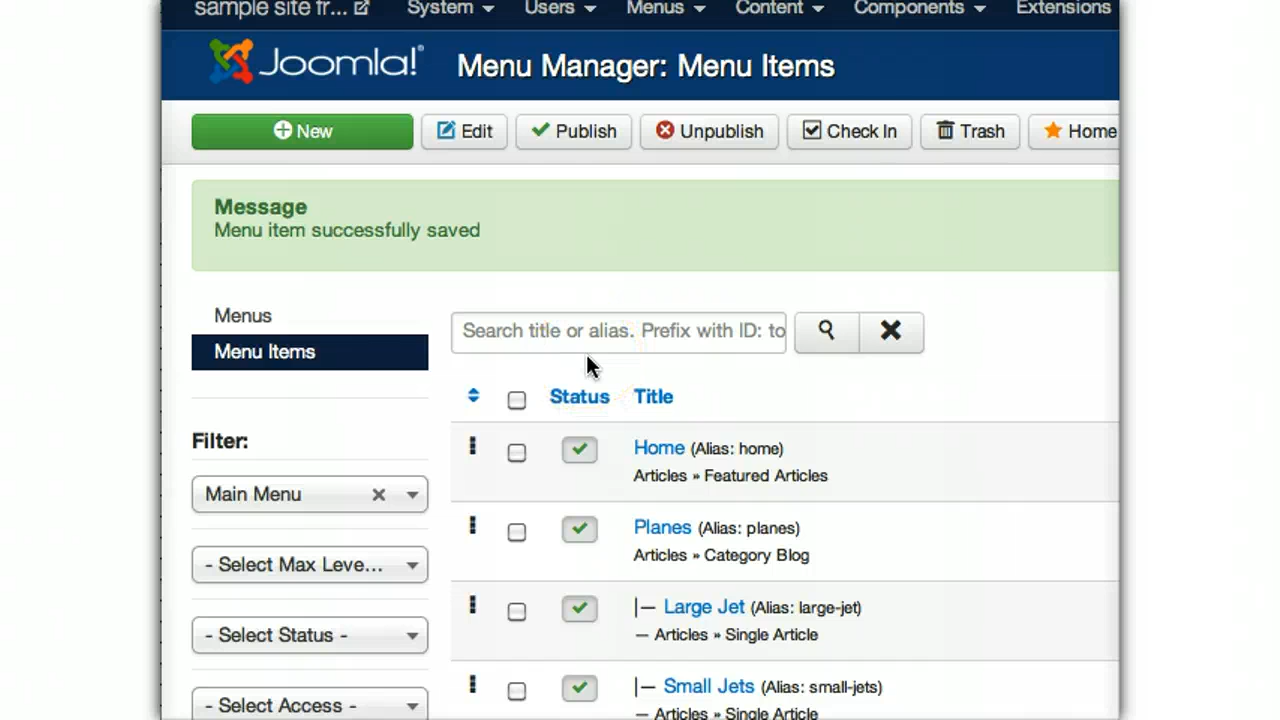 sample site fr... System Users Menus Content Components Extensions
Joomla!® Menu Manager: Menu Items
New Edit Publish Unpublish Check In Trash Home
Message
Menu item successfully saved
Menus
Menu Items
Search title or alias. Prefix with ID: to
Status Title
Filter:
Main Menu
- Select Max Leve...
- Select Status -
- Select Access -
Home (Alias: home)
Articles » Featured Articles
Planes (Alias: planes)
Articles » Category Blog
|— Large Jet (Alias: large-jet)
— Articles » Single Article
|— Small Jets (Alias: small-jets)
— Articles » Single Article